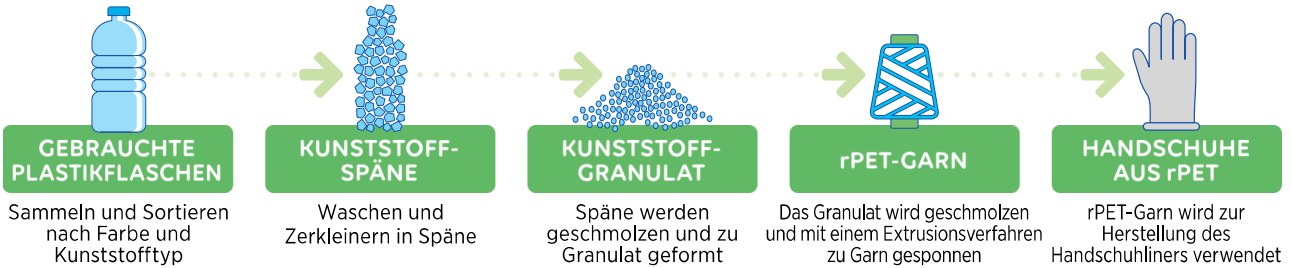 GEBRAUCHTE
PLASTIKFLASCHEN
Sammeln und Sortieren
nach Farbe und
Kunststofftyp
KUNSTSTOFF-
SPÄNE
Waschen und
Zerkleinern in Späne
KUNSTSTOFF-
GRANULAT
Späne werden
geschmolzen und zu
Granulat geformt
rPET-GARN
Das Granulat wird geschmolzen
und mit einem Extrusionsverfahren
zu Garn gesponnen
HANDSCHUHE
AUS rPET
rPET-Garn wird zur
Herstellung des
Handschuhliners verwendet